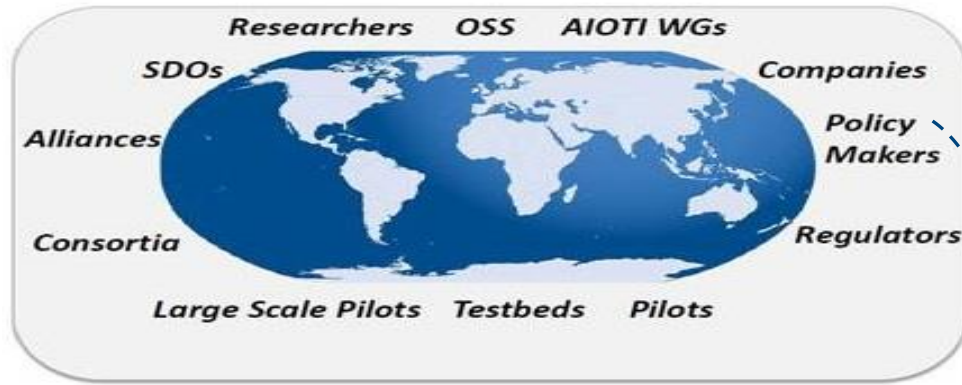 Researchers OSS AIOTI WGs
SDOs Companies
Alliances Policy
Makers
Consortia Regulators
Large Scale Pilots Testbeds Pilots